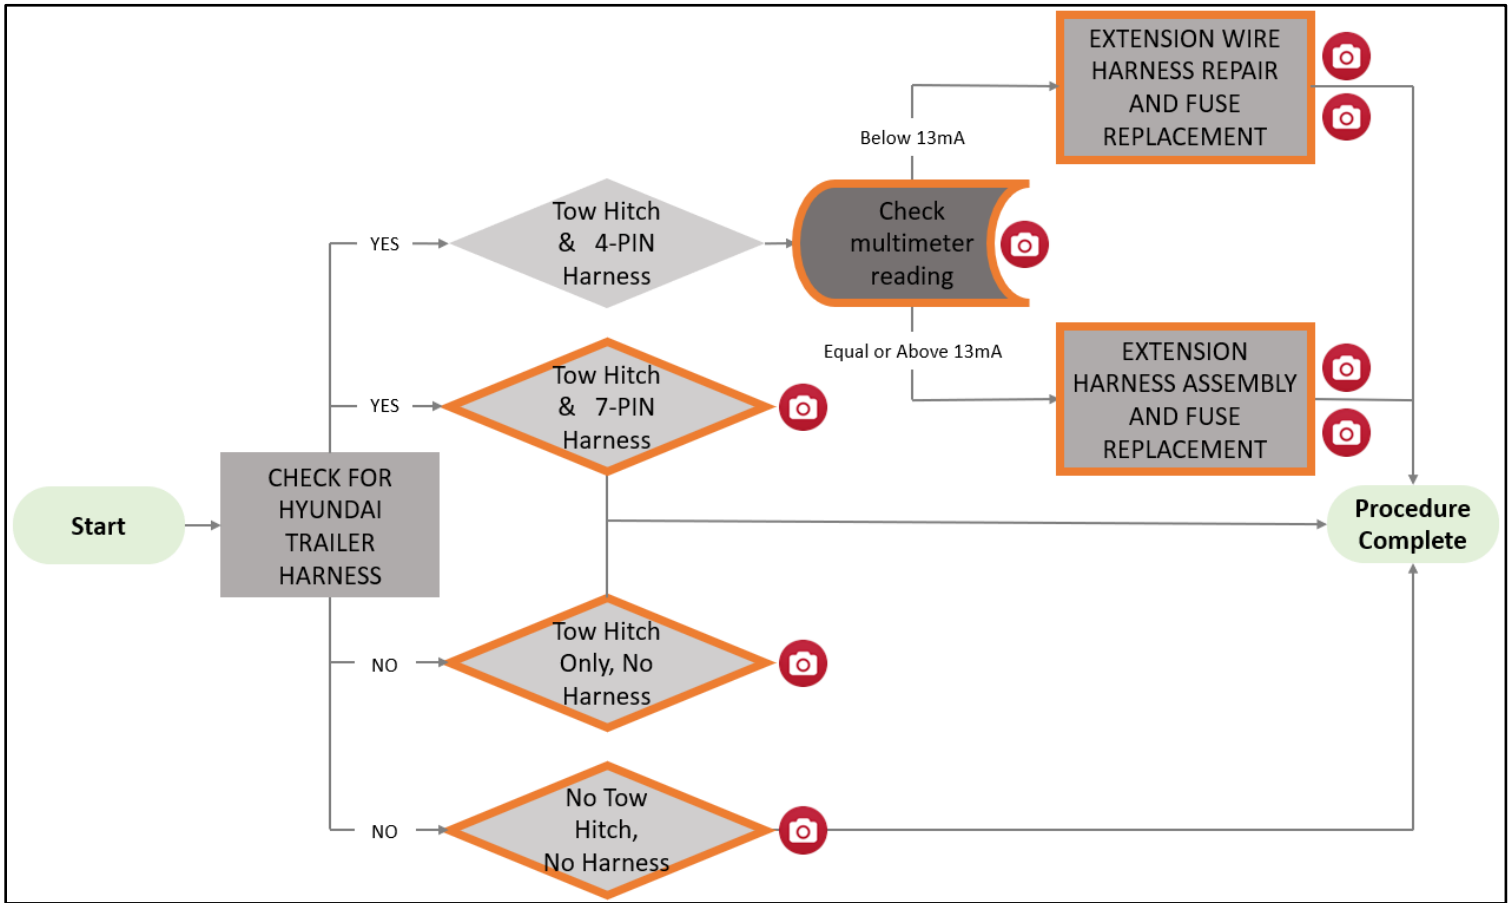 EXTENSION WIRE
HARNESS REPAIR
AND FUSE
REPLACEMENT
Below 13mA
YES
Tow Hitch
& 4-PIN
Harness
Check
multimeter
reading
Equal or Above 13mA
EXTENSION
HARNESS ASSEMBLY
AND FUSE
REPLACEMENT
YES
Tow Hitch
& 7-PIN
Harness
Start
CHECK FOR
HYUNDAI
TRAILER
HARNESS
Procedure
Complete
NO
Tow Hitch
Only, No
Harness
NO
No Tow
Hitch,
No Harness